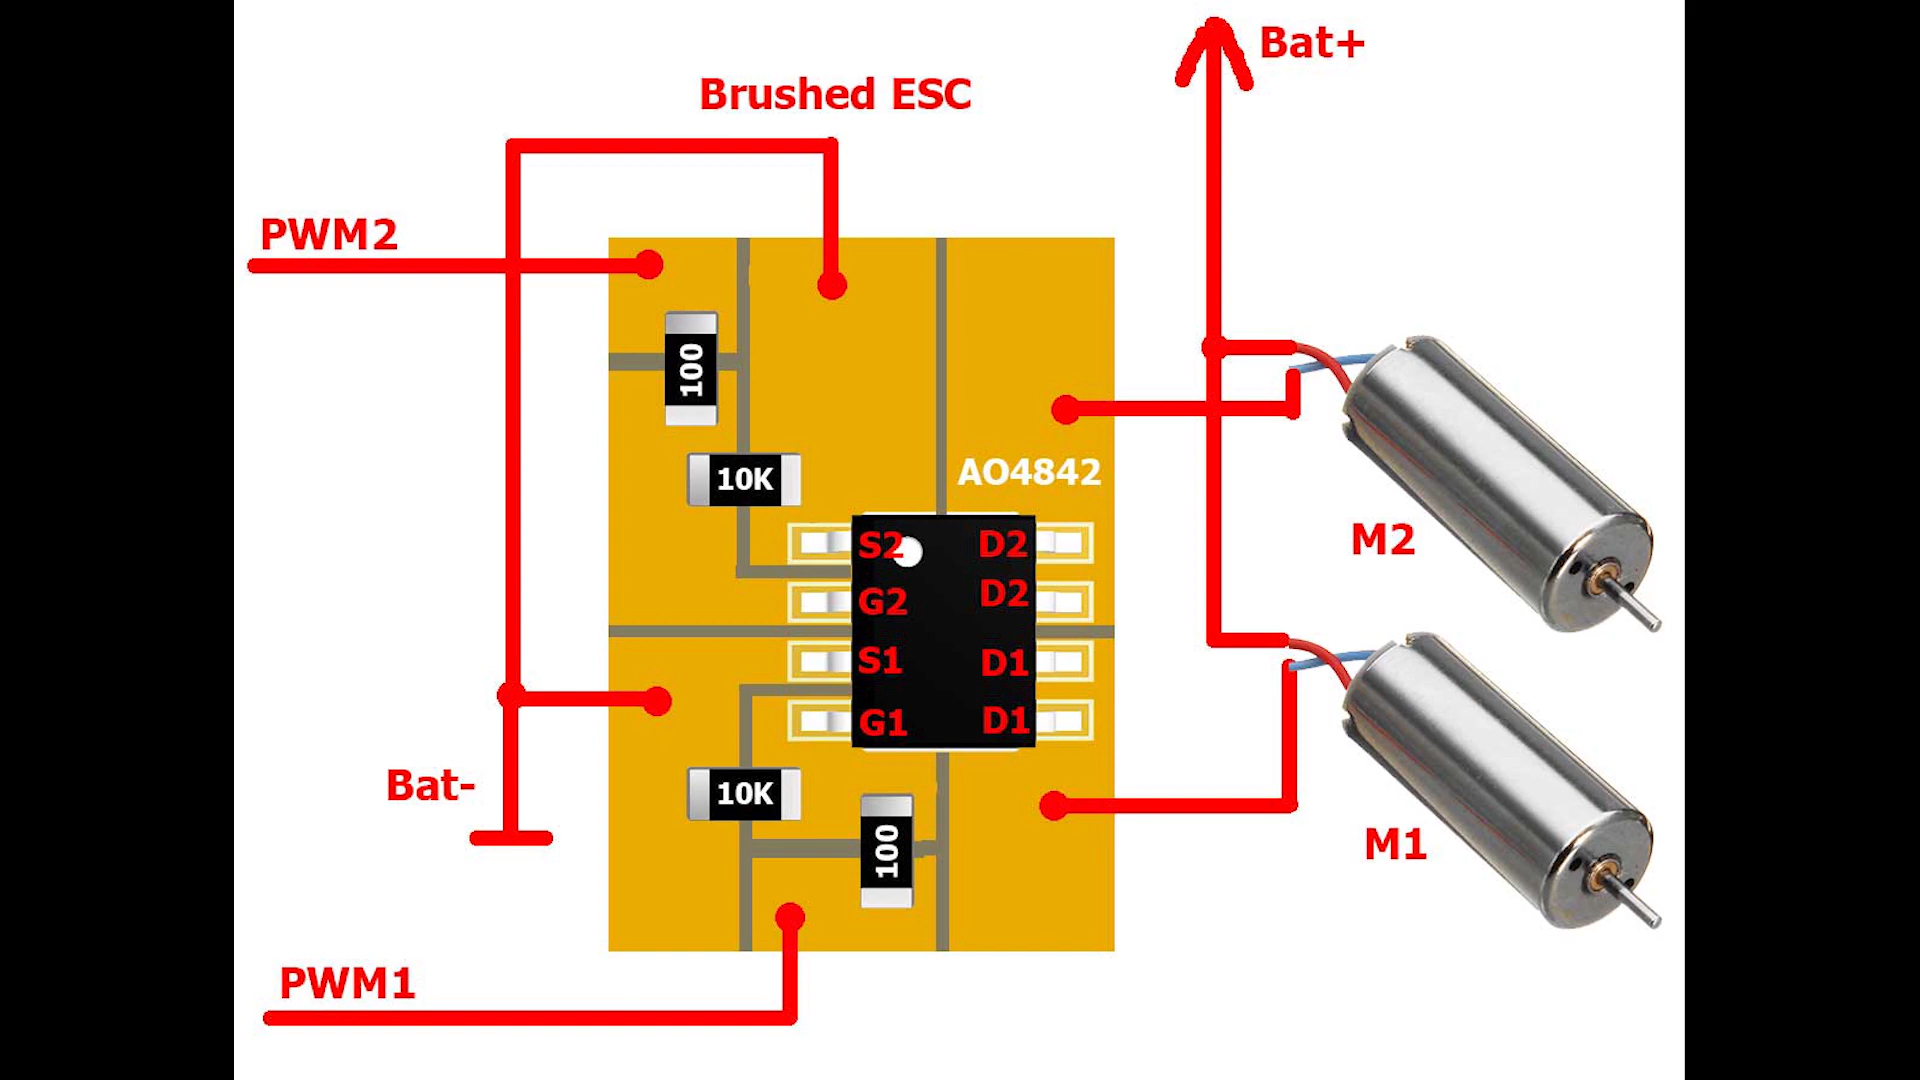 Bat+
Brushed ESC
PWM2
100
10K
AO4842
S2 D2
G2 D2
S1 D1
G1 D1
M2
Bat-
10K
100
M1
PWM1